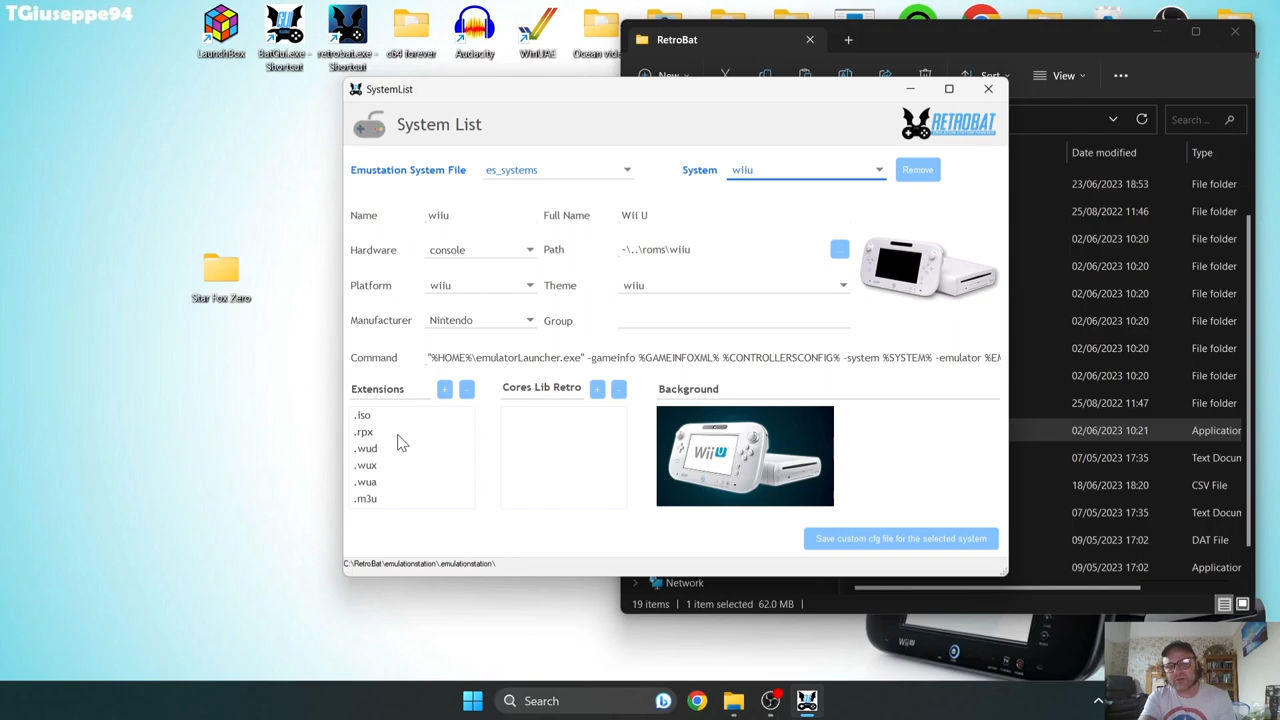 TGiuseppe94
LaunchBox
BatGui.exe -
Shortcut
retrobat.exe -
Shortcut
c64 forever
Audacity
WinUAE
Ocean vid
RetroBat
New
Sort
View
Search ...
Date modified
Type
23/06/2023 18:53
File folder
25/08/2022 11:46
File folder
02/06/2023 10:20
File folder
02/06/2023 10:20
File folder
02/06/2023 10:20
File folder
02/06/2023 10:20
File folder
02/06/2023 10:20
File folder
02/06/2023 10:20
File folder
25/08/2022 11:47
File folder
02/06/2023 10:21
Applicatior
07/05/2023 17:35
Text Docun
18/06/2023 18:20
CSV File
07/05/2023 17:35
Text Docun
09/05/2023 17:02
DAT File
09/05/2023 17:02
Applicatior
Network
19 items | 1 item selected 62.0 MB |
SystemList
System List
RETROBAT
Emustation System File
es_systems
System
wiiu
Remove
Name
wiiu
Full Name
Wii U
Hardware
console
Path
~\..\roms\wiiu
Platform
wiiu
Theme
wiiu
Manufacturer
Nintendo
Group
Command
"%HOME%\emulatorLauncher.exe" -gameinfo %GAMEINFOXML% %CONTROLLERSCONFIG% -system %SYSTEM% -emulator %EM
Extensions
+
-
Cores Lib Retro
+
-
Background
.iso
.rpx
.wud
.wux
.wua
.m3u
Wii U
Save custom cfg file for the selected system
C:\RetroBat\emulationstation\.emulationstation\
Star Fox Zero
Wii U
Search